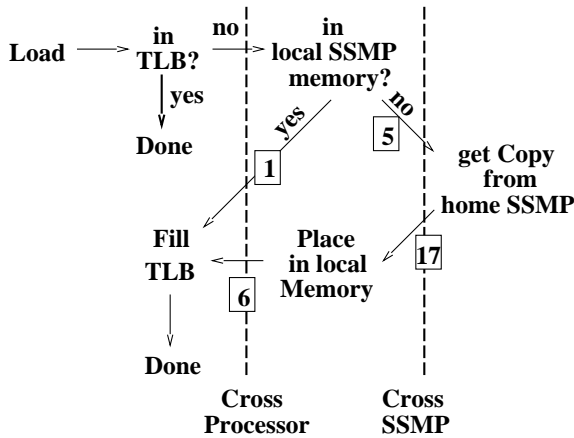 Load
in
TLB?
no
in
local SSMP
memory?
yes
Done
yes
no
1
5
get Copy
from
home SSMP
Fill
TLB
Place
in local
Memory
17
6
Done
Cross
Processor
Cross
SSMP